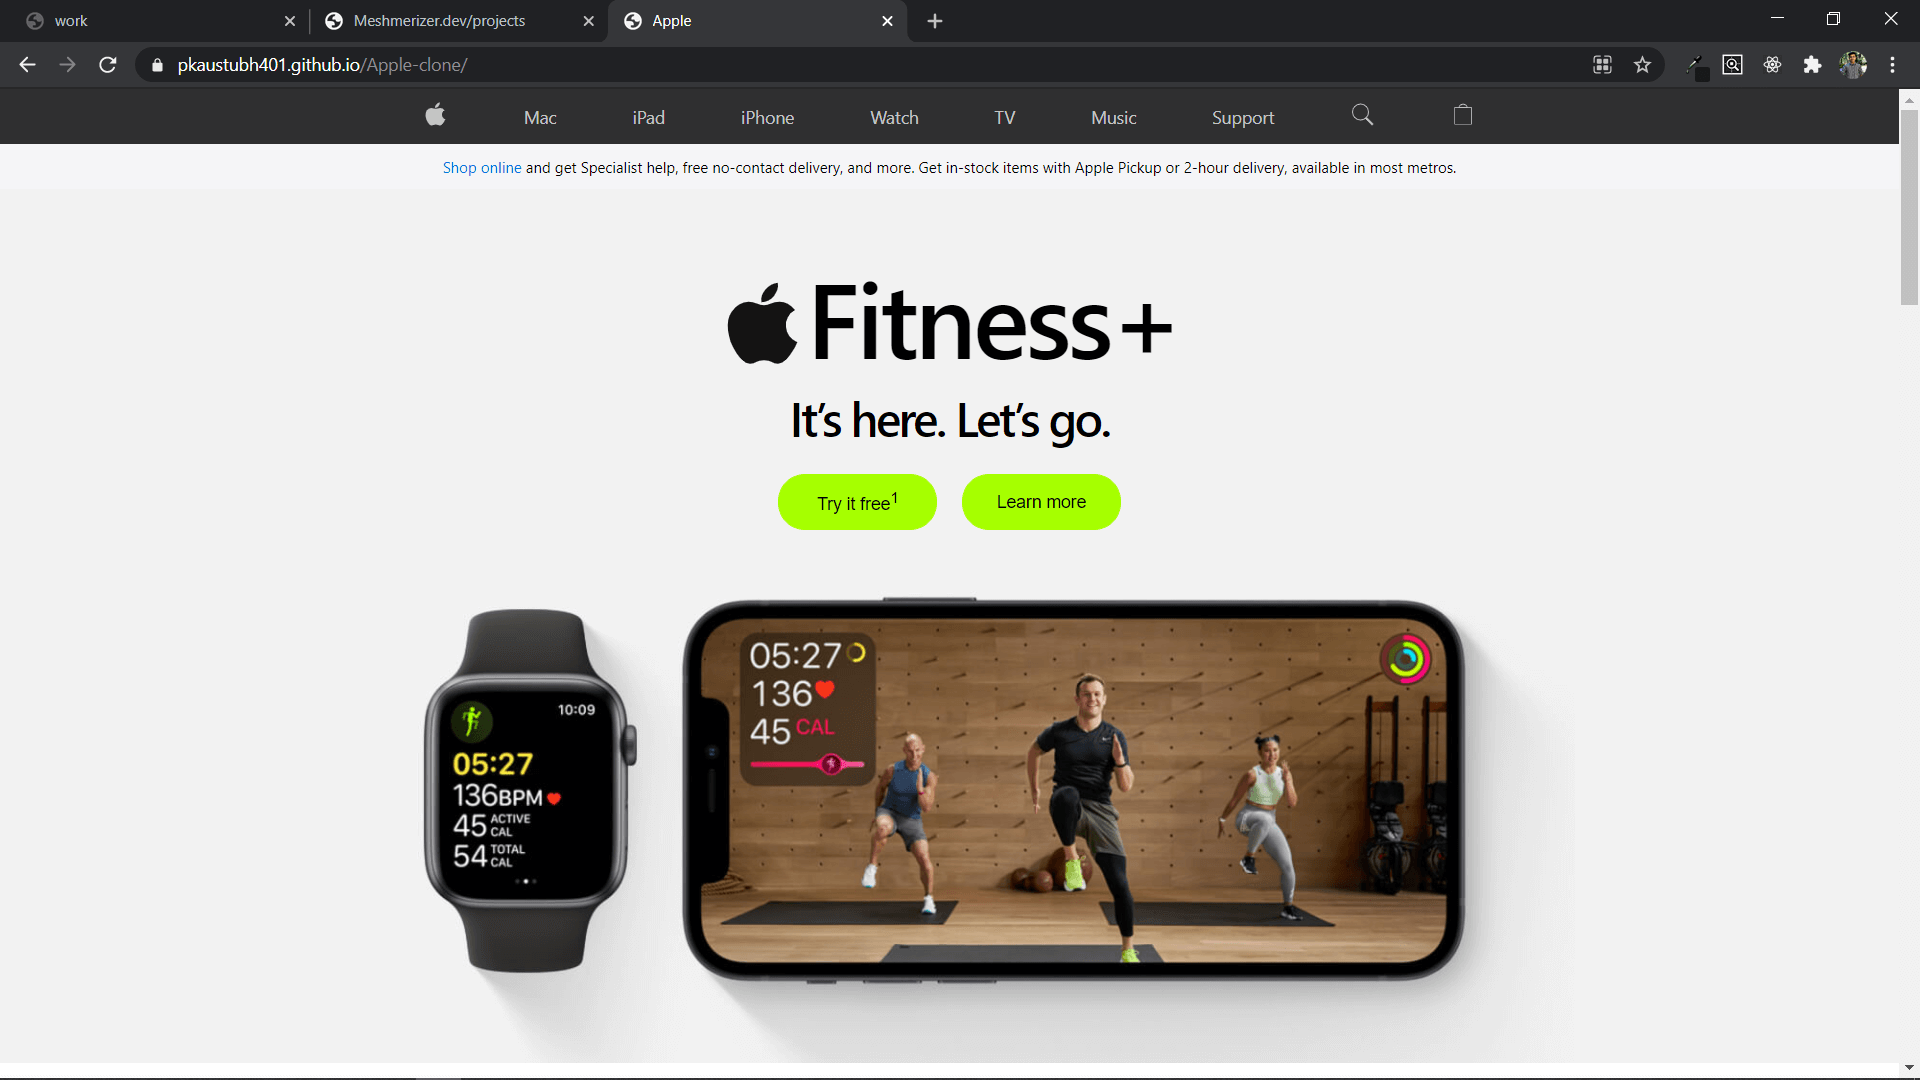 work
Meshmerizer.dev/projects
Apple
pkaustubh401.github.io/Apple-clone/
Mac iPad iPhone Watch TV Music Support
Shop online and get Specialist help, free no-contact delivery, and more. Get in-stock items with Apple Pickup or 2-hour delivery, available in most metros.
Fitness+
It’s here. Let’s go.
Try it free1
Learn more
10:09
05:27
136BPM
45 ACTIVE CAL
54 TOTAL CAL
05:27
136
45 CAL